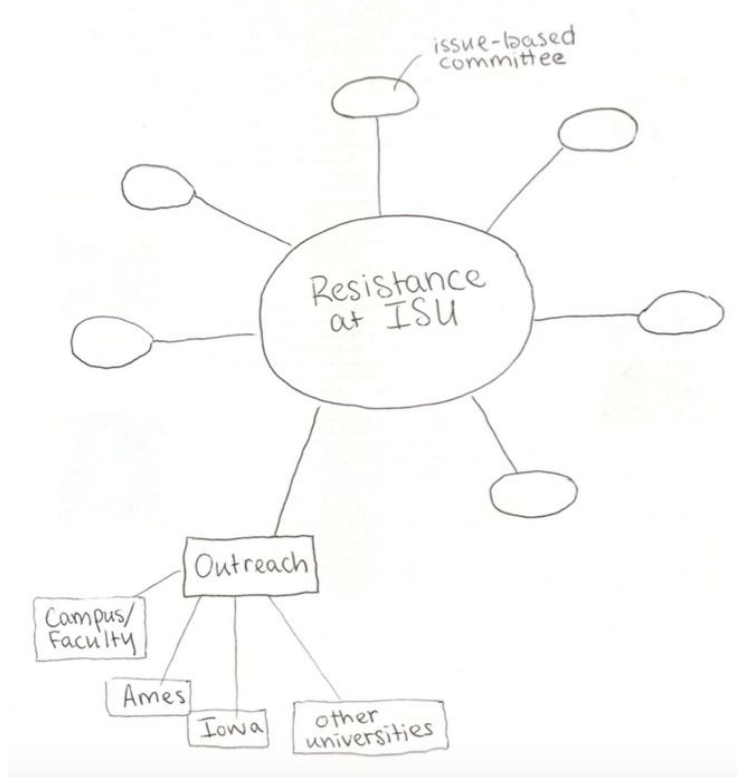 issue-based
committee
Resistance
at ISU
Outreach
Campus/
Faculty
Ames
Iowa
other
universities